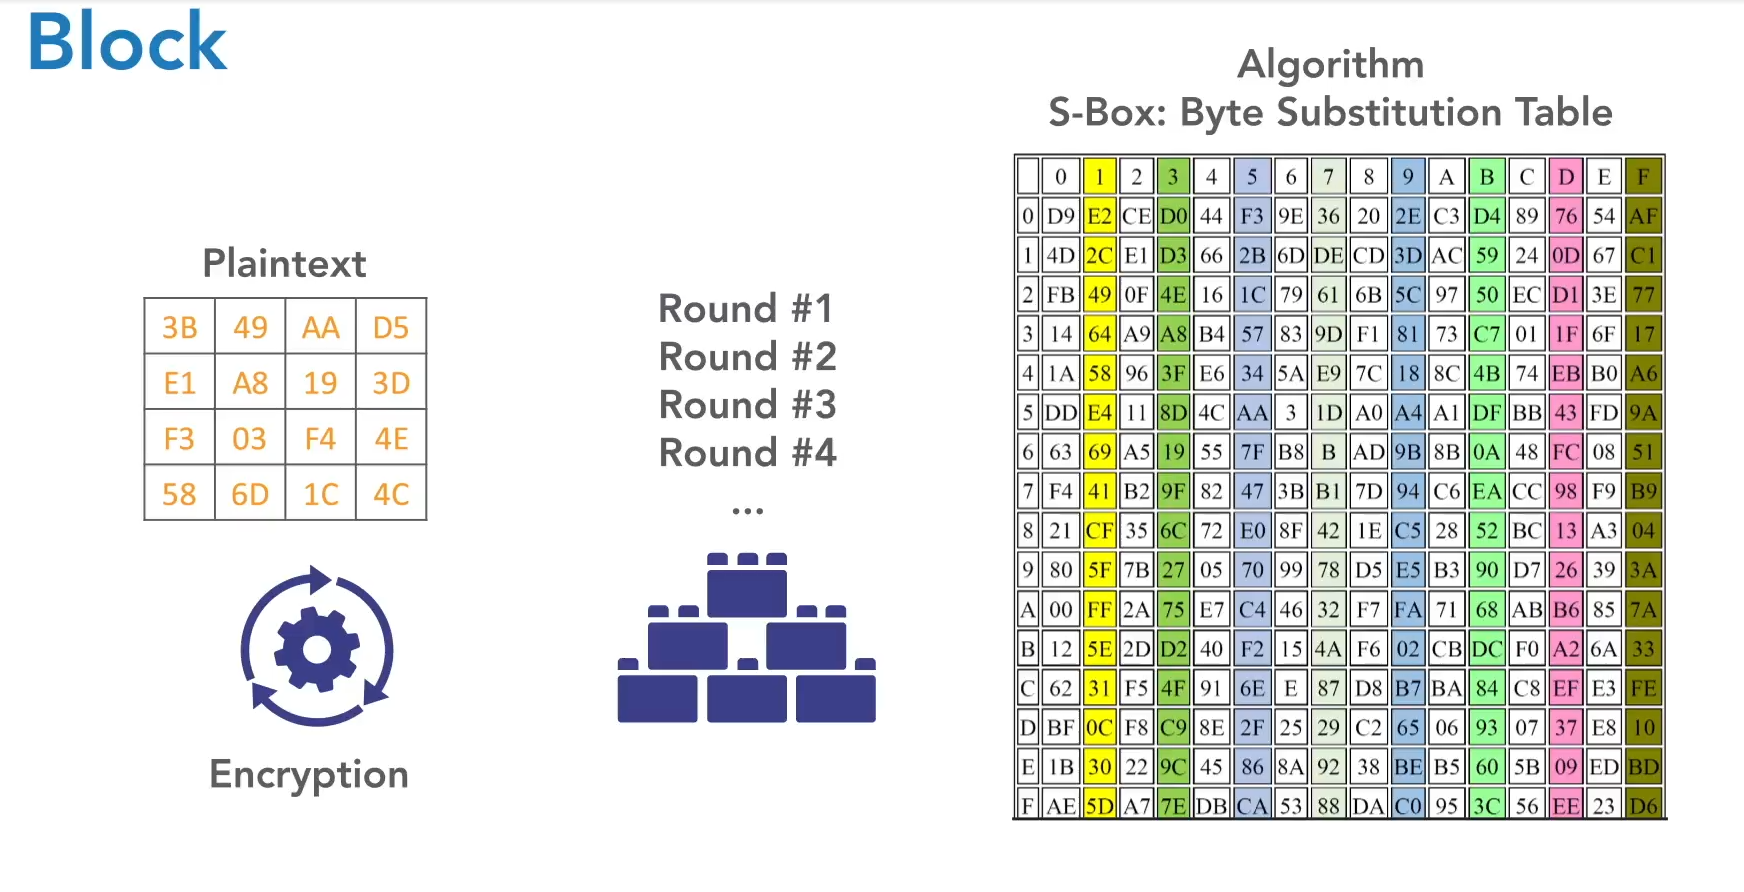 Block
Algorithm
S-Box: Byte Substitution Table
Plaintext
3B 49 AA D5
E1 A8 19 3D
F3 03 F4 4E
58 6D 1C 4C
Encryption
Round #1
Round #2
Round #3
Round #4
...
0 1 2 3 4 5 6 7 8 9 A B C D E F
0 D9 E2 CE D0 44 F3 9E 36 20 2E C3 D4 89 76 54 AF
1 4D 2C E1 D3 66 2B 6D DE CD 3D AC 59 24 0D 67 C1
2 FB 49 0F 4E 16 1C 79 61 6B 5C 97 50 EC D1 3E 77
3 14 64 A9 A8 B4 57 83 9D F1 81 73 C7 01 1F 6F 17
4 1A 58 96 3F E6 34 5A E9 7C 18 8C 4B 74 EB B0 A6
5 DD E4 11 8D 4C AA 3 1D A0 A4 A1 DF BB 43 FD 9A
6 63 69 A5 19 55 7F B8 B AD 9B 8B 0A 48 FC 08 51
7 F4 41 B2 9F 82 47 3B B1 7D 94 C6 EA CC 98 F9 B9
8 21 CF 35 6C 72 E0 8F 42 1E C5 28 52 BC 13 A3 04
9 80 5F 7B 27 05 70 99 78 D5 E5 B3 90 D7 26 39 3A
A 00 FF 2A 75 E7 C4 46 32 F7 FA 71 68 AB B6 85 7A
B 12 5E 2D D2 40 F2 15 4A F6 02 CB DC F0 A2 6A 33
C 62 31 F5 4F 91 6E E 87 D8 B7 BA 84 C8 EF E3 FE
D BF 0C F8 C9 8E 2F 25 29 C2 65 06 93 07 37 E8 10
E 1B 30 22 9C 45 86 8A 92 38 BE B5 60 5B 09 ED BD
F AE 5D A7 7E DB CA 53 88 DA C0 95 3C 56 EE 23 D6